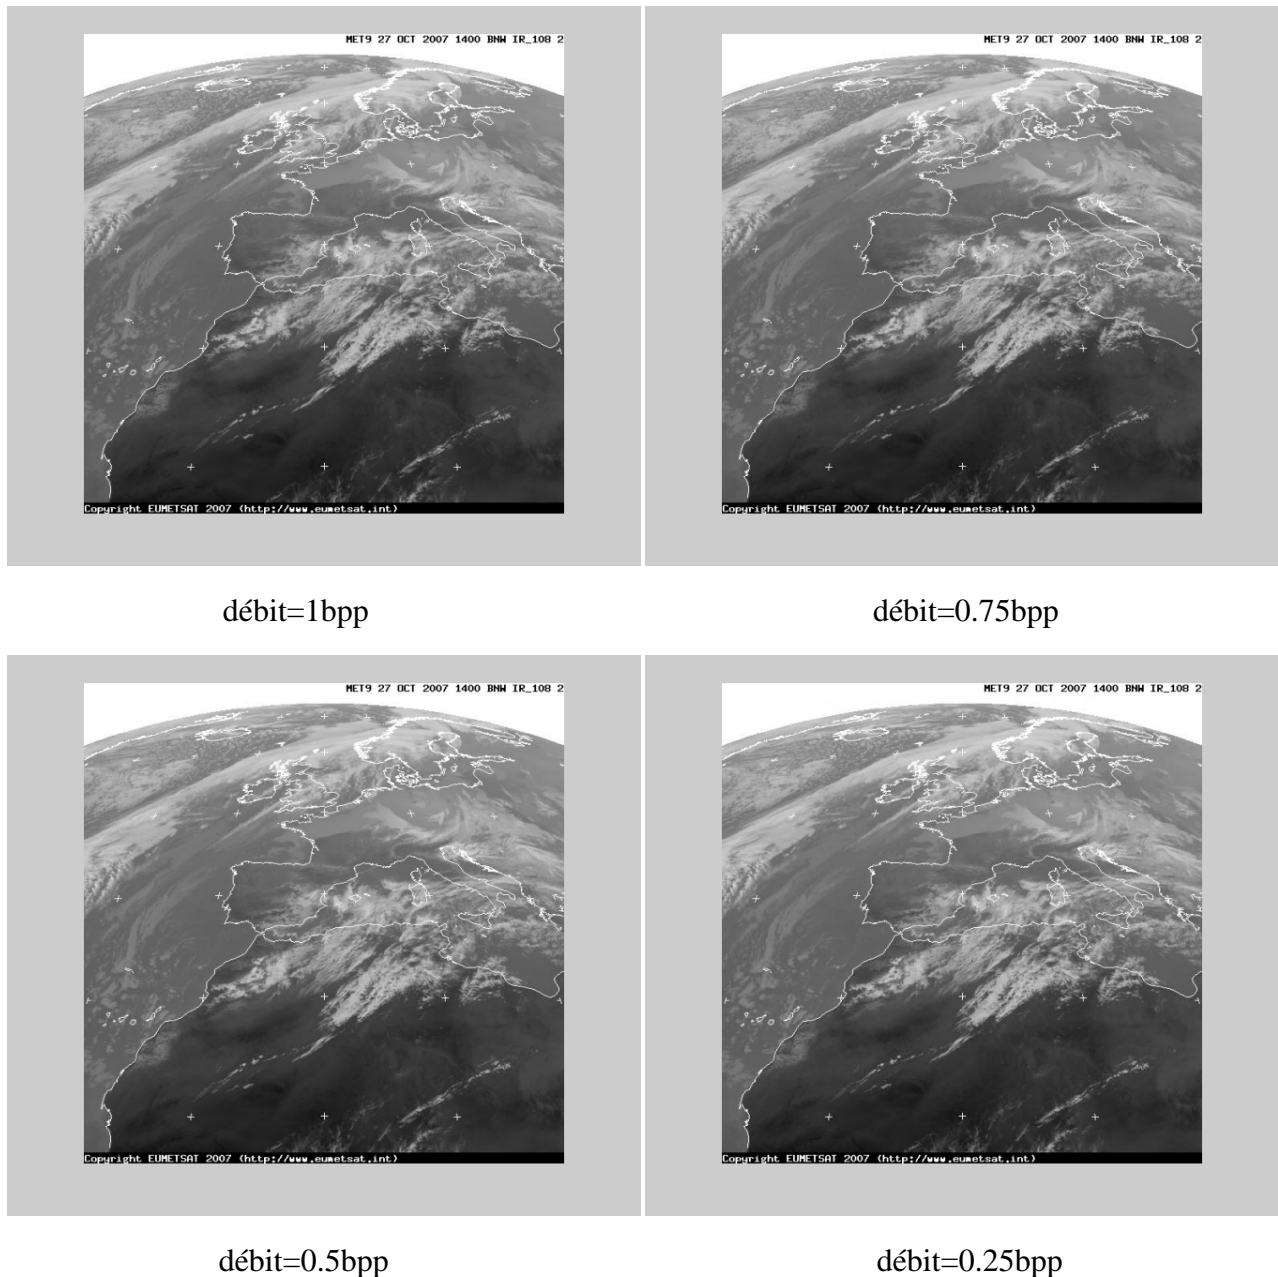 MET9 27 OCT 2007 1400 BNW IR_108 2
MET9 27 OCT 2007 1400 BNW IR_108 2
Copyright EUMETSAT 2007 (http://www.eumetsat.int)
Copyright EUMETSAT 2007 (http://www.eumetsat.int)
débit=1bpp
débit=0.75bpp
MET9 27 OCT 2007 1400 BNW IR_108 2
MET9 27 OCT 2007 1400 BNW IR_108 2
Copyright EUMETSAT 2007 (http://www.eumetsat.int)
Copyright EUMETSAT 2007 (http://www.eumetsat.int)
débit=0.5bpp
débit=0.25bpp